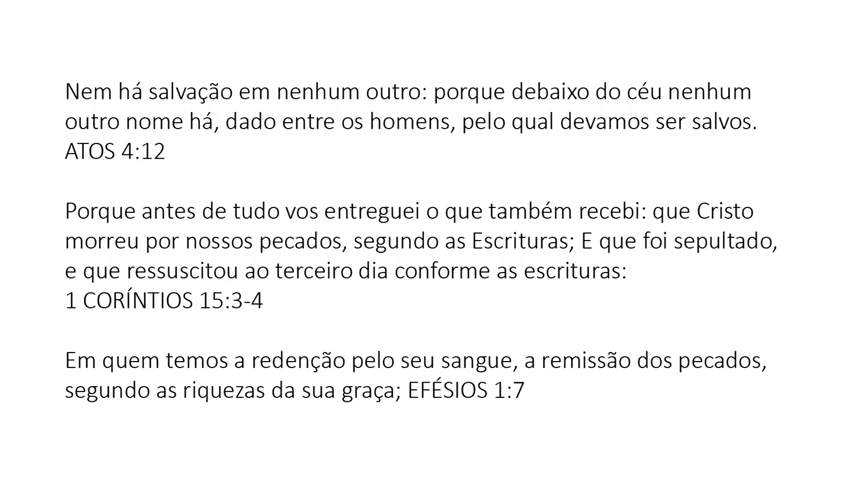 Nem há salvação em nenhum outro: porque debaixo do céu nenhum
outro nome há, dado entre os homens, pelo qual devamos ser salvos.
ATOS 4:12
Porque antes de tudo vos entreguei o que também recebi: que Cristo
morreu por nossos pecados, segundo as Escrituras; E que foi sepultado,
e que ressuscitou ao terceiro dia conforme as escrituras:
1 CORÍNTIOS 15:3-4
Em quem temos a redenção pelo seu sangue, a remissão dos pecados,
segundo as riquezas da sua graça; EFÉSIOS 1:7